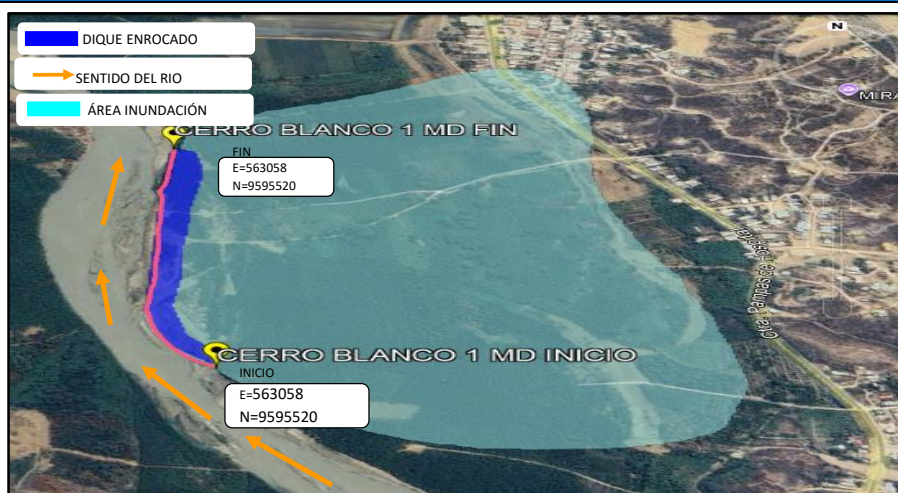 DIQUE ENROCADO
SENTIDO DEL RIO
ÁREA INUNDACIÓN
N
MIRA
CERRO BLANCO 1 MD FIN
FIN
E=563058
N=9595520
Ctra. Pampas de
CERRO BLANCO 1 MD INICIO
INICIO
E=563058
N=9595520